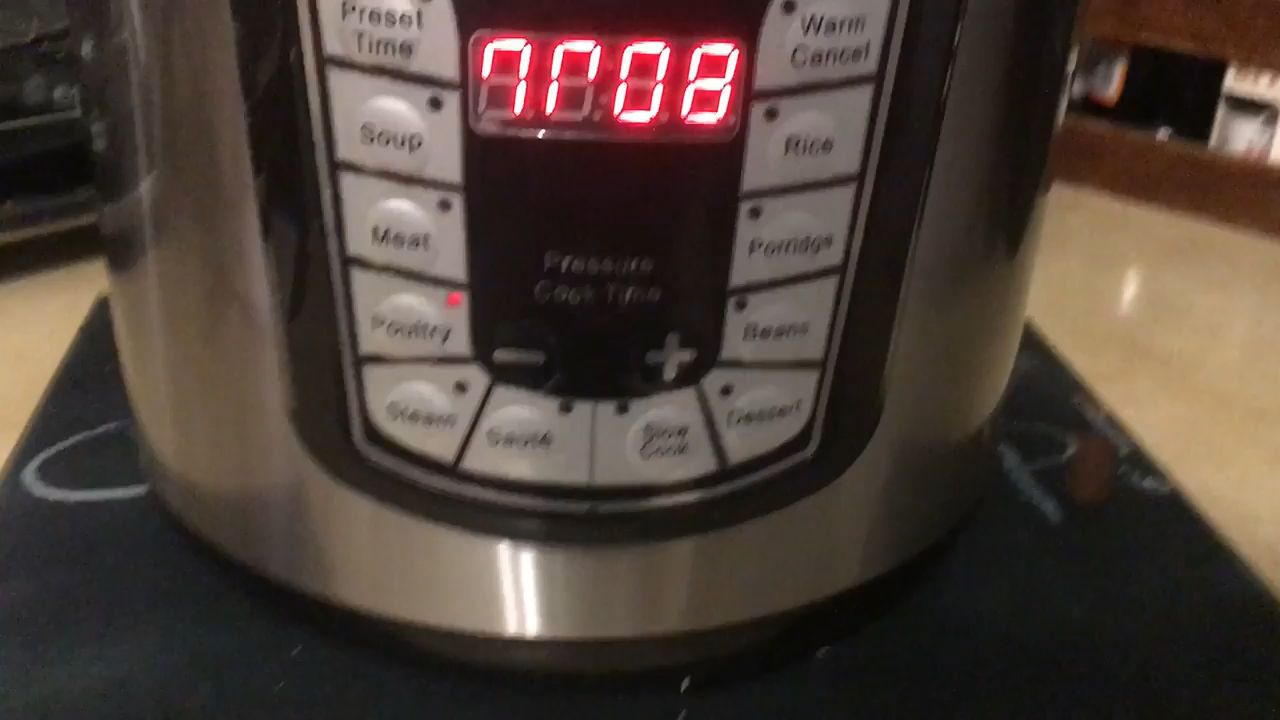 Preset
Time
Warm
Cancel
Soup
Rice
Meat
Porridge
Pressure
Cook Time
Poultry
Beans
− +
Steam
Sauté
Slow
Cook
Dessert